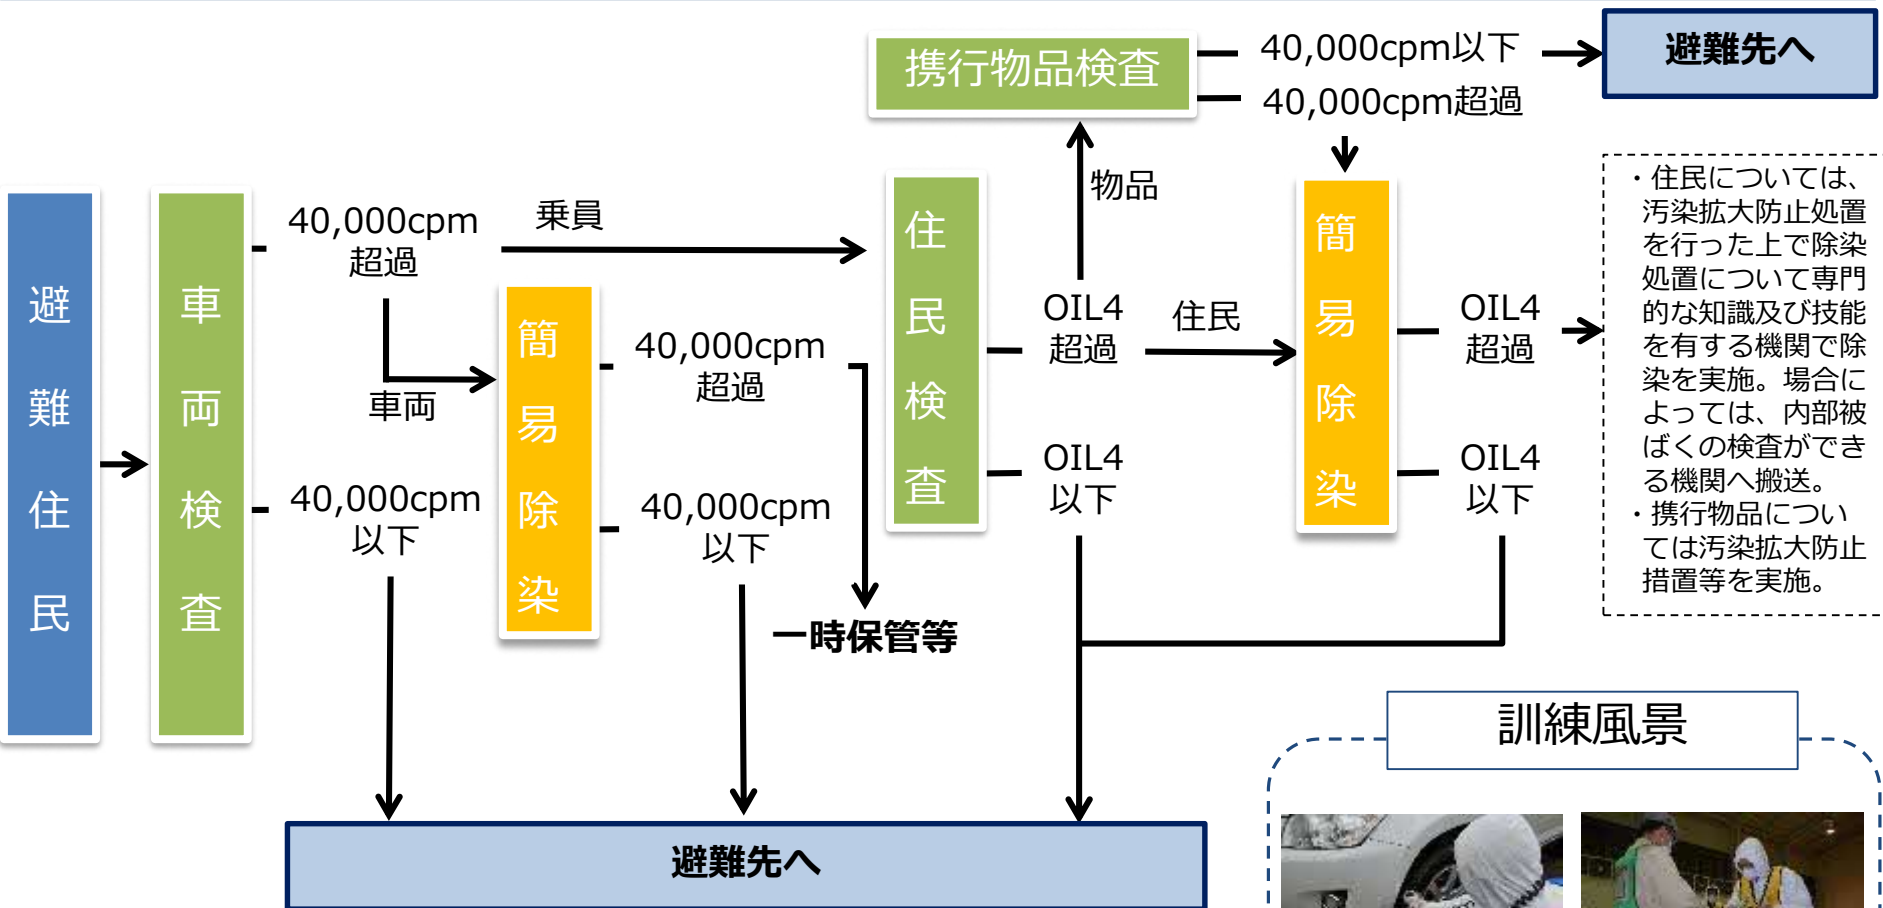 避難住民
車両検査
40,000cpm
超過
乗員
車両
40,000cpm
以下
簡易除染
40,000cpm
超過
40,000cpm
以下
一時保管等
住民検査
物品
OIL4
超過
住民
OIL4
以下
携行物品検査
40,000cpm以下
40,000cpm超過
避難先へ
簡易除染
OIL4
超過
OIL4
以下
・住民については、
汚染拡大防止処置
を行った上で除染
処置について専門
的な知識及び技能
を有する機関で除
染を実施。場合に
よっては、内部被
ばくの検査ができ
る機関へ搬送。
・携行物品につい
ては汚染拡大防止
措置等を実施。
避難先へ
訓練風景